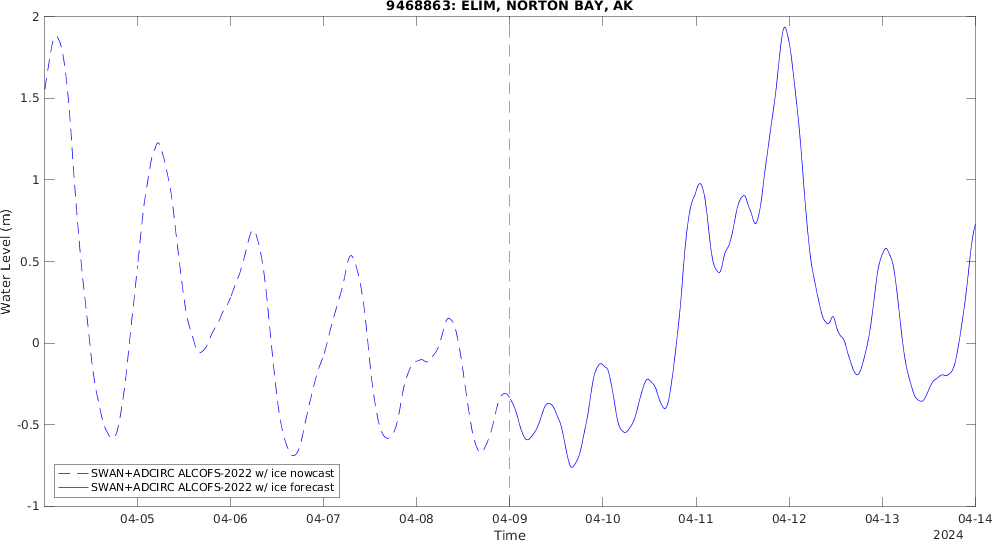 9468863: ELIM, NORTON BAY, AK
Water Level (m)
2
1.5
1
0.5
0
-0.5
-1
SWAN+ADCIRC ALCOFS-2022 w/ ice nowcast
SWAN+ADCIRC ALCOFS-2022 w/ ice forecast
04-05 04-06 04-07 04-08 04-09 04-10 04-11 04-12 04-13 04-14
Time
2024